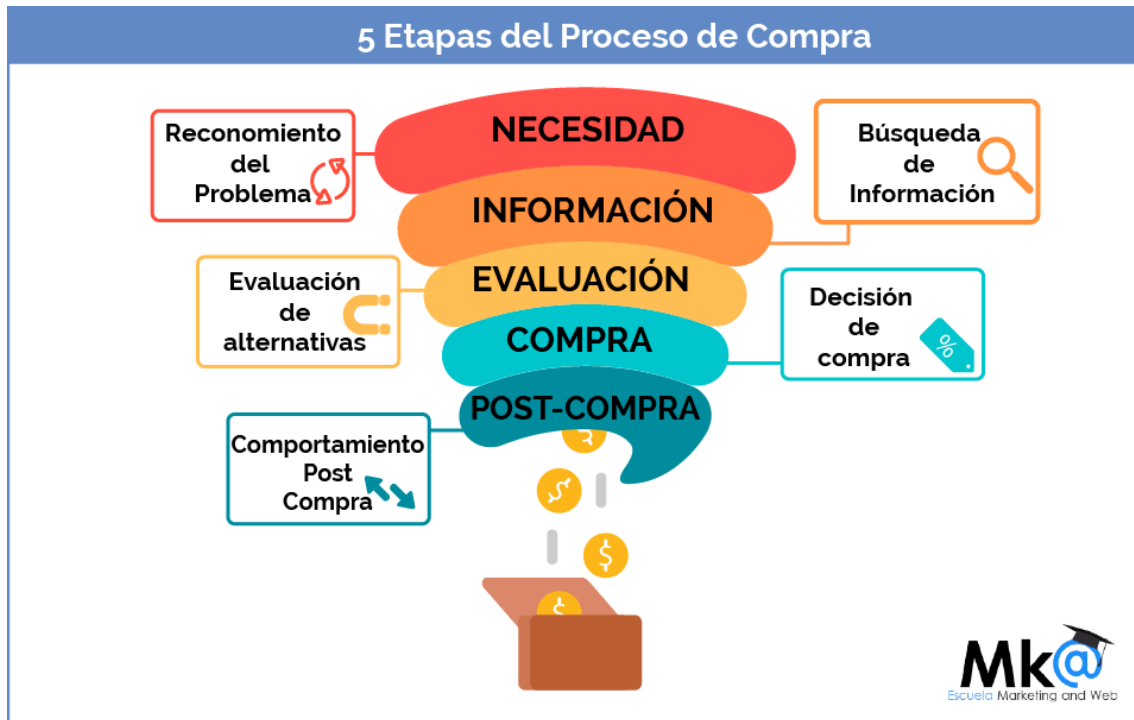 5 Etapas del Proceso de Compra
Reconomiento
del
Problema
NECESIDAD
Búsqueda
de
Información
INFORMACIÓN
Evaluación
de
alternativas
EVALUACIÓN
Decisión
de
compra
%
COMPRA
POST-COMPRA
Comportamiento
Post
Compra
$
$
$
$
Mk@
Escuela Marketing and Web